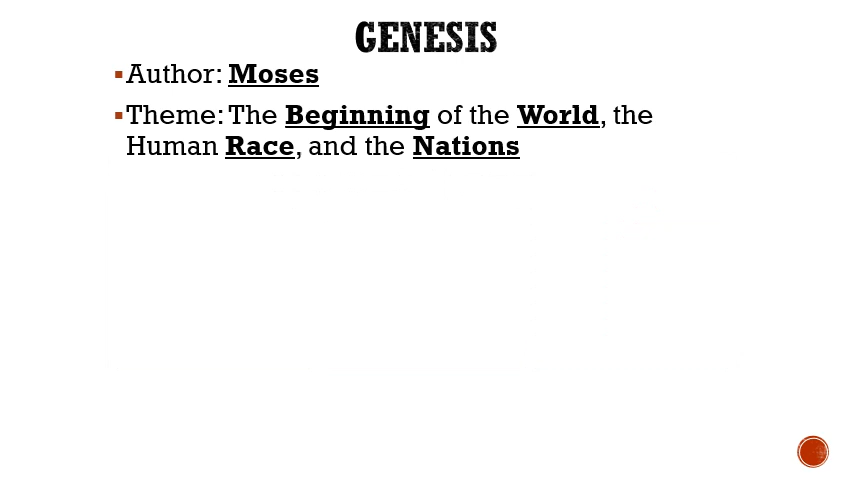 GENESIS
▪Author: Moses
▪Theme: The Beginning of the World, the
Human Race, and the Nations